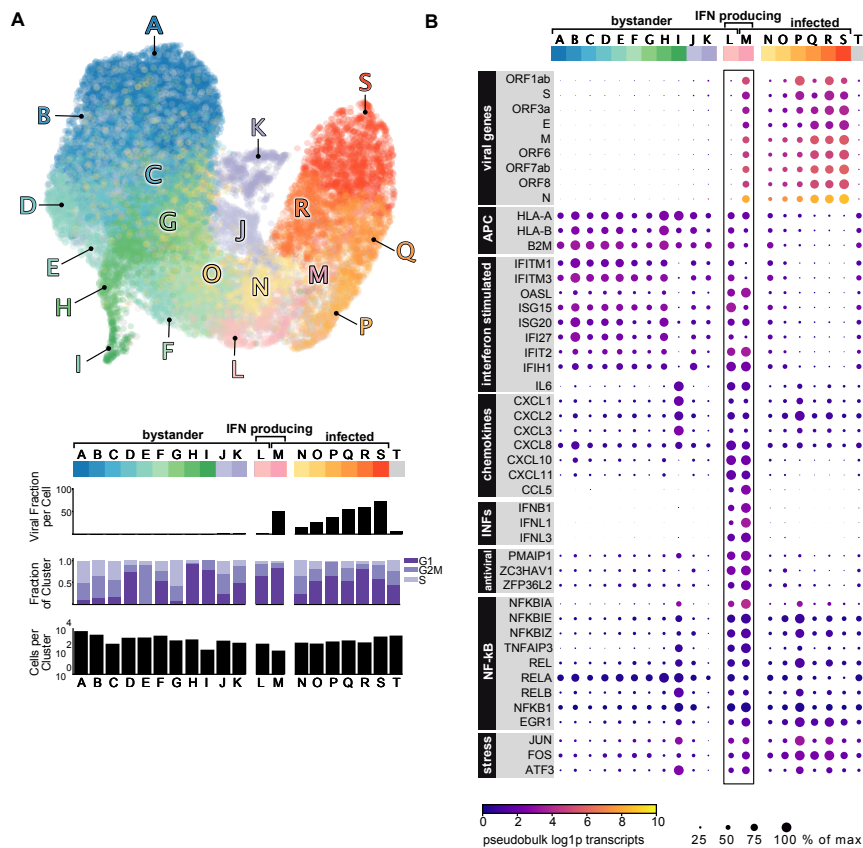 A
A
B
C
D
E
F
G
H
I
J
K
L
M
N
O
P
Q
R
S
bystander
IFN producing
infected
A B C D E F G H I J K L M N O P Q R S T
Viral Fraction
per Cell
100
50
Fraction
of Cluster
1.0
0.5
G1
G2M
S
Cells per
Cluster
10 4
10 2
10 0
A B C D E F G H I J K L M N O P Q R S T
B
bystander
IFN producing
infected
A B C D E F G H I J K L M N O P Q R S T
viral genes
ORF1ab
S
ORF3a
E
M
ORF6
ORF7ab
ORF8
N
APC
HLA-A
HLA-B
B2M
interferon stimulated
IFITM1
IFITM3
OASL
ISG15
ISG20
IFI27
IFIT2
IFIH1
IL6
chemokines
CXCL1
CXCL2
CXCL3
CXCL8
CXCL10
CXCL11
CCL5
INFs
IFNB1
IFNL1
IFNL3
antiviral
PMAIP1
ZC3HAV1
ZFP36L2
NF-kB
NFKBIA
NFKBIE
NFKBIZ
TNFAIP3
REL
RELA
RELB
NFKB1
EGR1
stress
JUN
FOS
ATF3
0 2 4 6 8 10
pseudobulk log1p transcripts
25 50 75 100 % of max